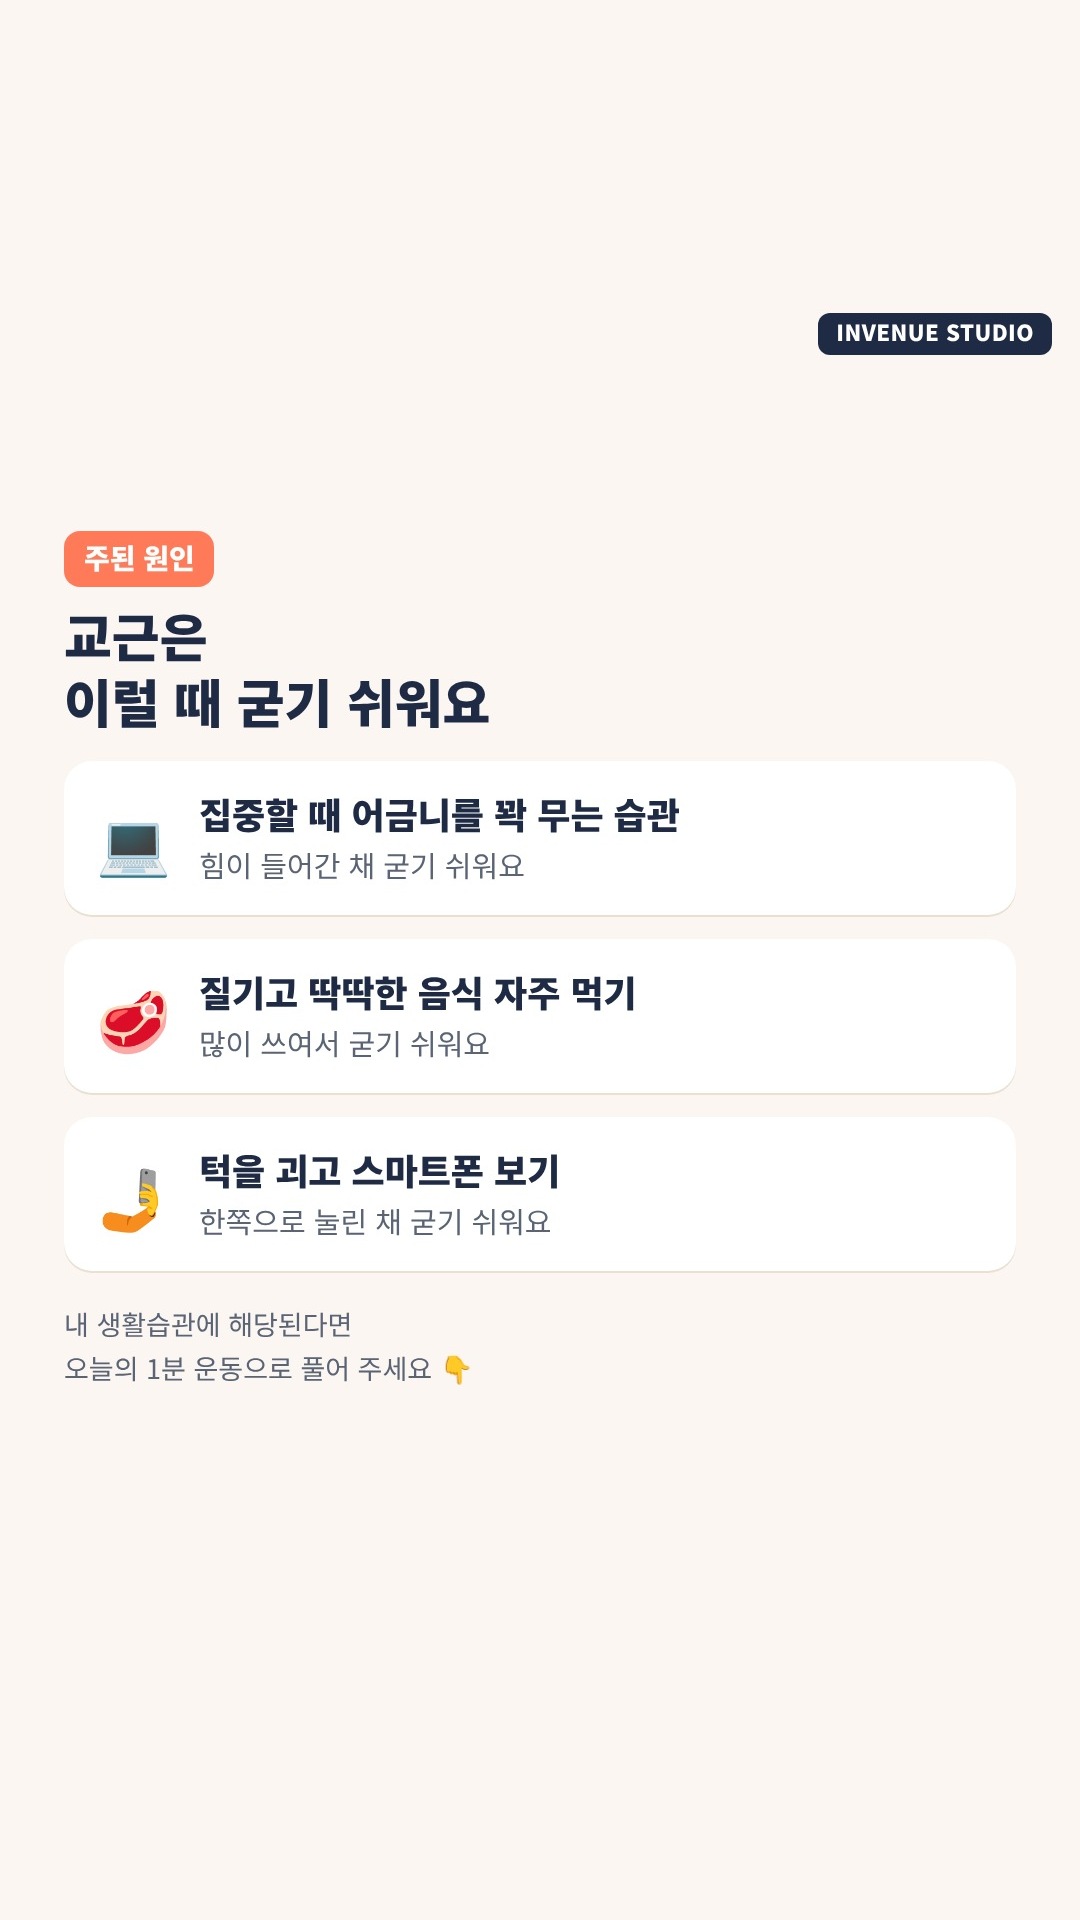 INVENUE STUDIO
주된 원인
교근은
이럴 때 굳기 쉬워요
집중할 때 어금니를 꽉 무는 습관
힘이 들어간 채 굳기 쉬워요
질기고 딱딱한 음식 자주 먹기
많이 쓰여서 굳기 쉬워요
턱을 괴고 스마트폰 보기
한쪽으로 눌린 채 굳기 쉬워요
내 생활습관에 해당된다면
오늘의 1분 운동으로 풀어 주세요 👇